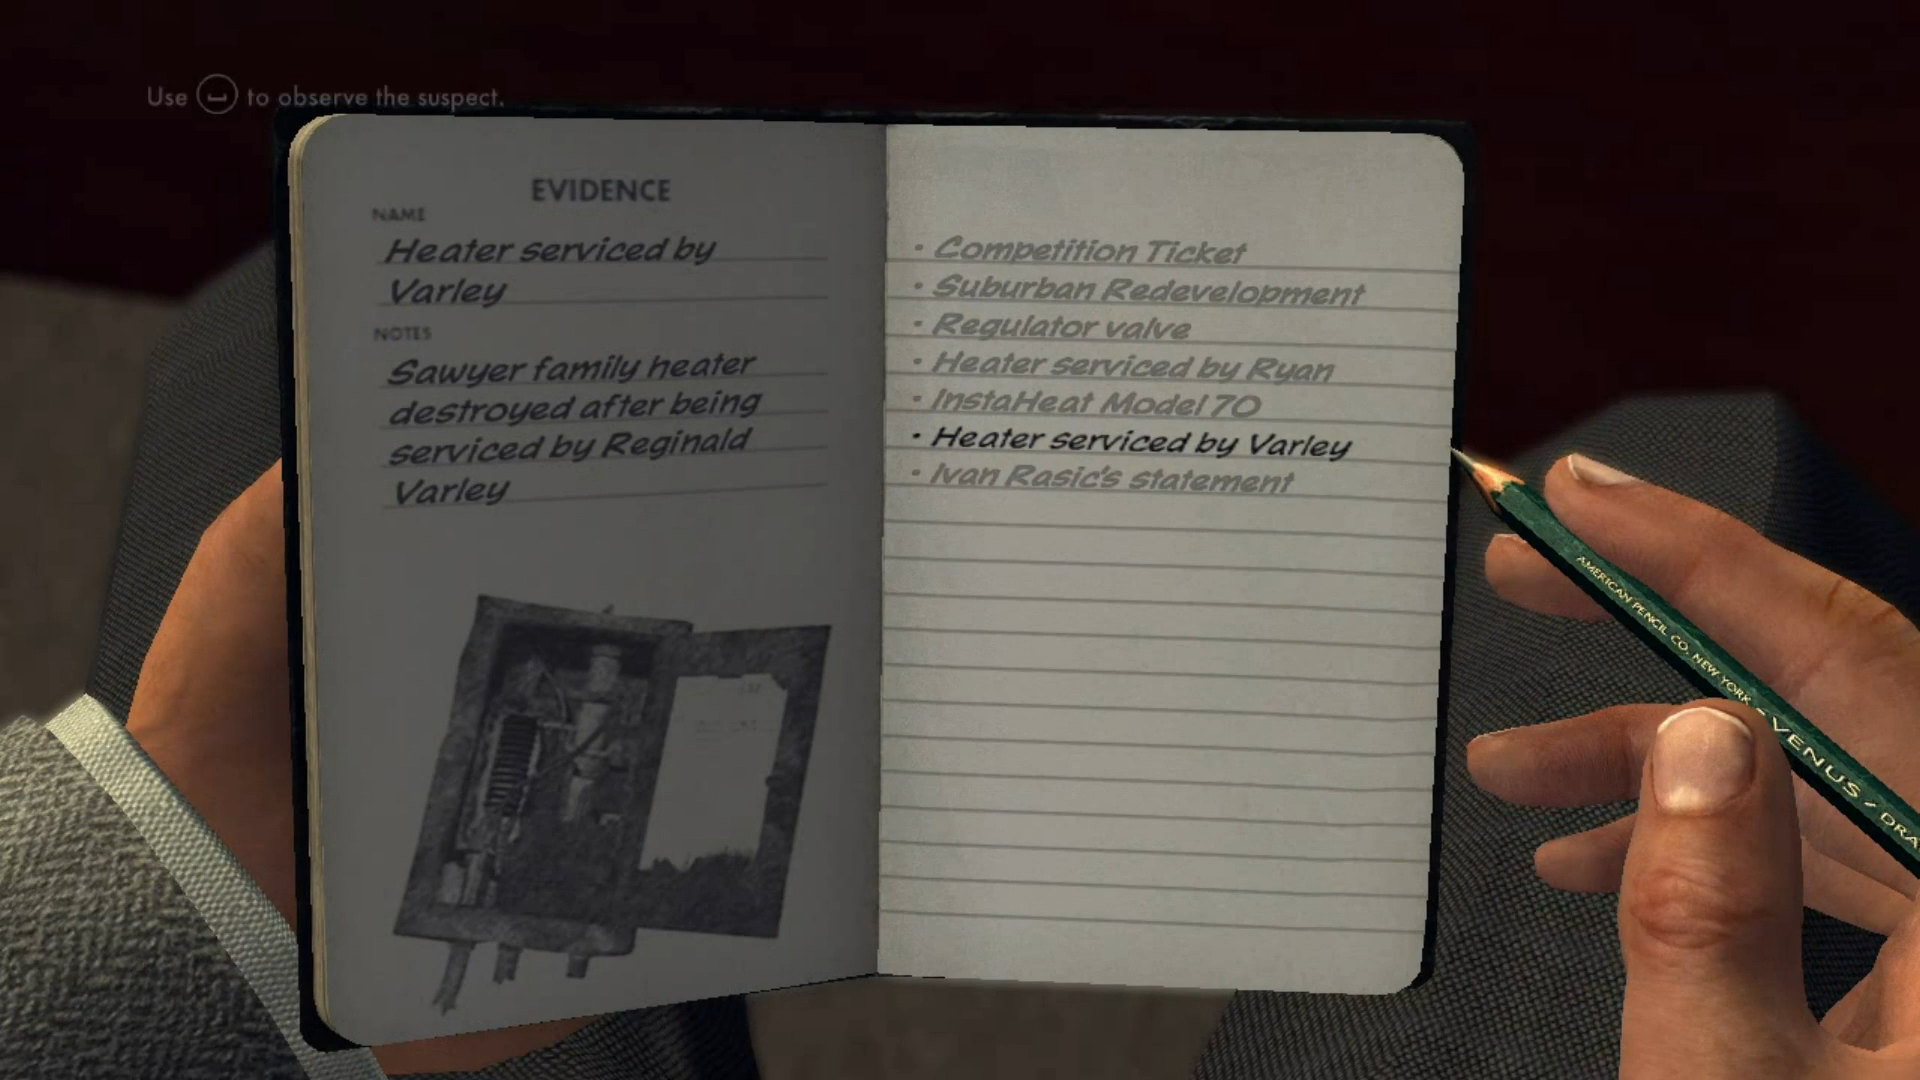 Use to observe the suspect.
EVIDENCE
NAME
Heater serviced by
Varley
NOTES
Sawyer family heater
destroyed after being
serviced by Reginald
Varley
• Competition Ticket
• Suburban Redevelopment
• Regulator valve
• Heater serviced by Ryan
• InstaHeat Model 70
• Heater serviced by Varley
• Ivan Rasic's statement
AMERICAN PENCIL CO. NEW YORK - VENUS / DRA